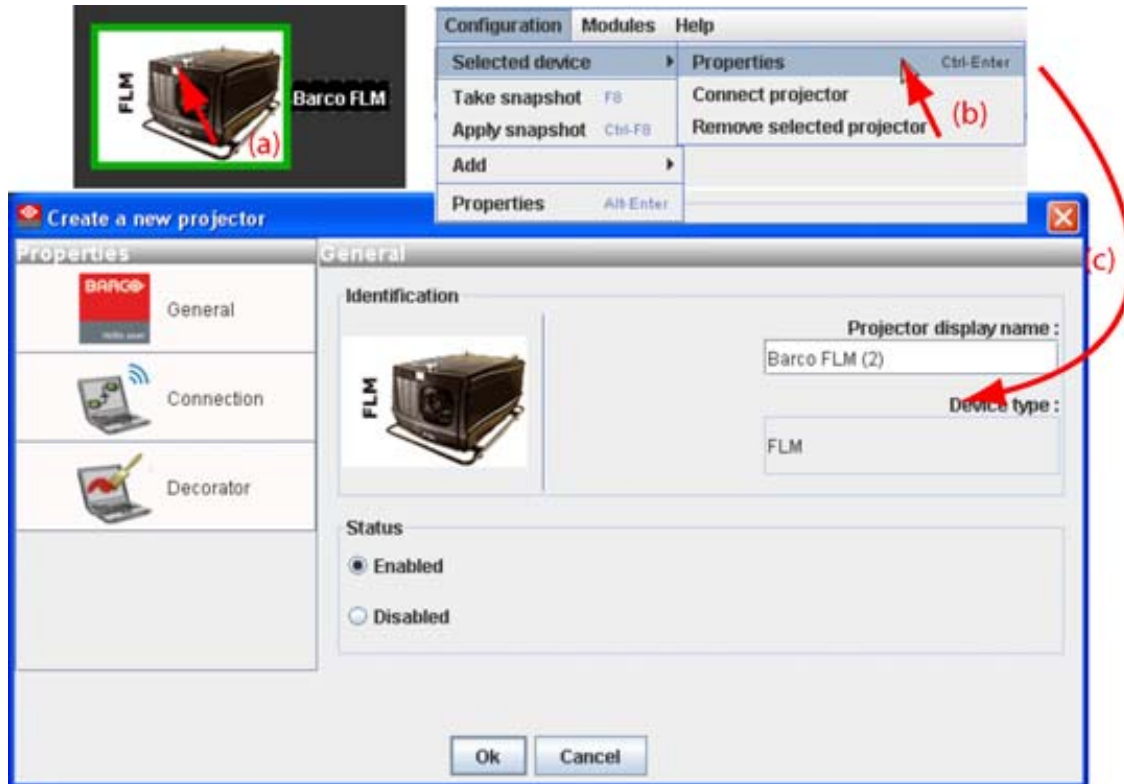 FLM
(a)
Barco FLM
Configuration Modules Help
Selected device
Take snapshot F8
Apply snapshot Ctrl-F8
Add
Properties Alt-Enter
Properties Ctrl-Enter
Connect projector
Remove selected projector
(b)
(c)
Create a new projector
Properties
BARCO
General
Connection
Decorator
General
Identification
FLM
Projector display name :
Barco FLM (2)
Device type :
FLM
Status
Enabled
Disabled
Ok Cancel